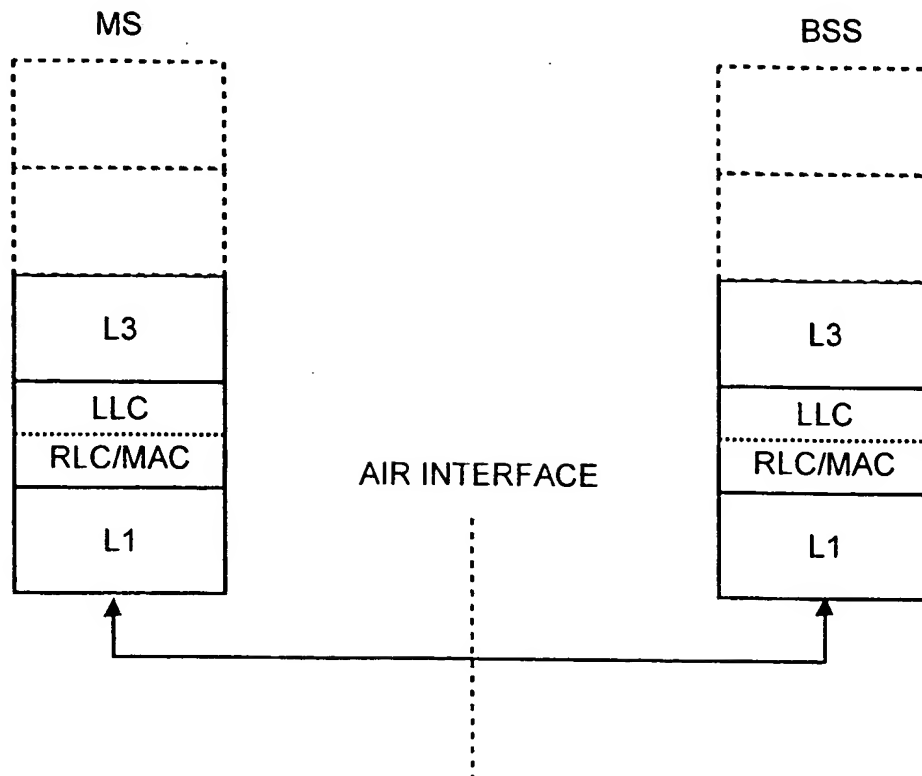 MS
BSS
L3
L3
LLC
LLC
RLC/MAC
RLC/MAC
AIR INTERFACE
L1
L1